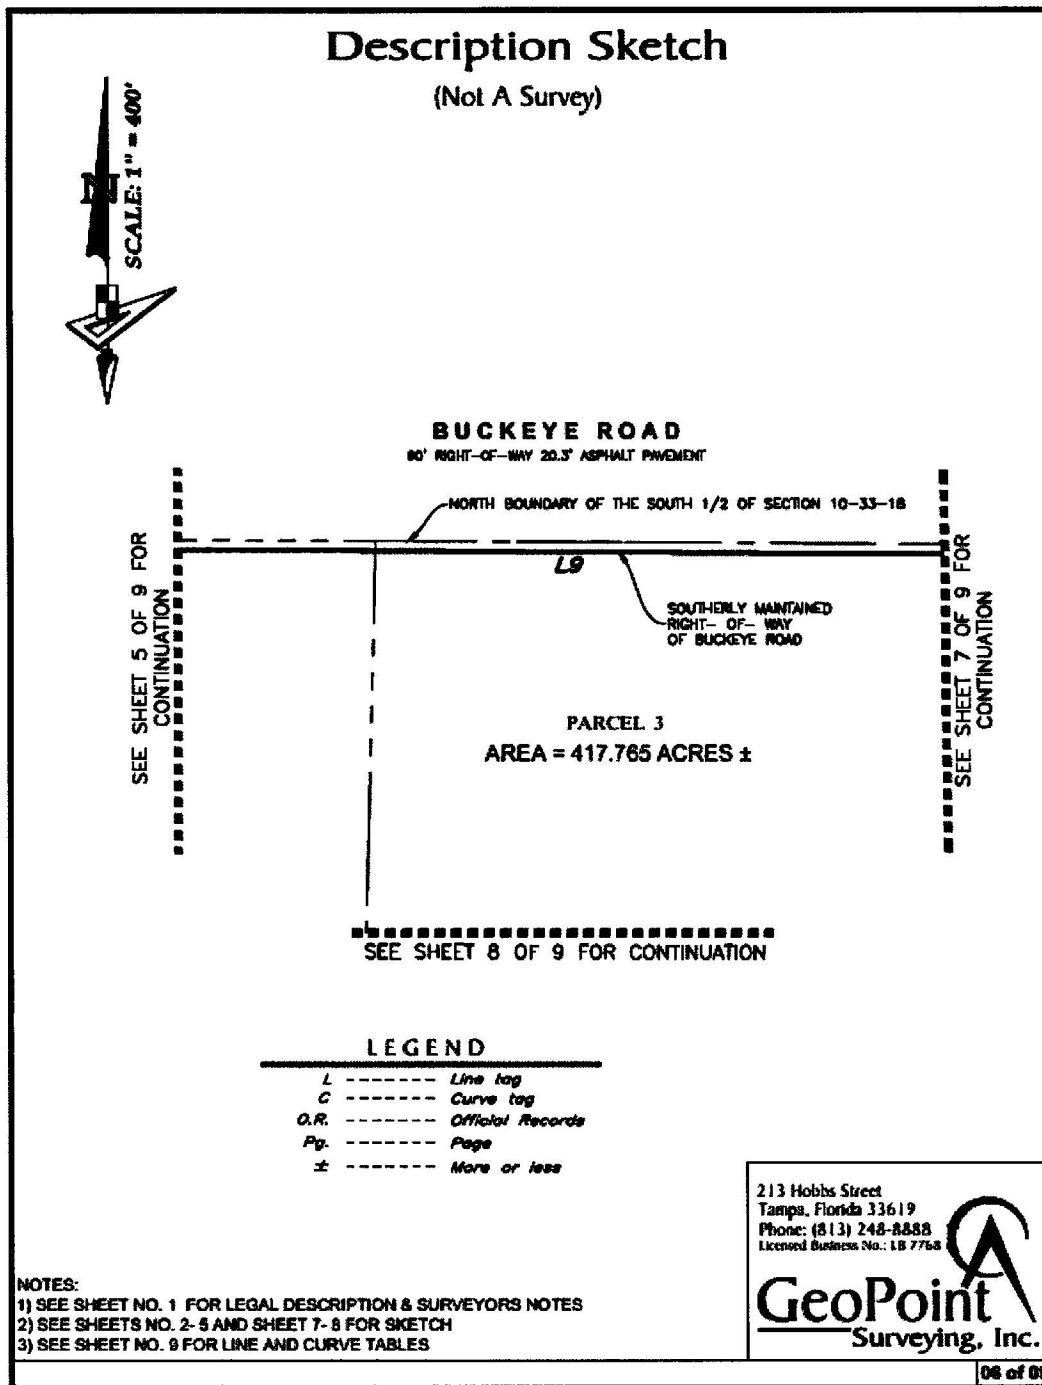 Description Sketch
(Not A Survey)
N
SCALE: 1" = 400'
BUCKEYE ROAD
RIGHT-OF-WAY 20.3' ASPHALT PAVEMENT
NORTH BOUNDARY OF THE SOUTH 1/2 OF SECTION 10-33-18
L9
SOUTHERLY MAINTAINED
RIGHT- OF- WAY
OF BUCKEYE ROAD
SEE SHEET 5 OF 9 FOR
CONTINUATION
SEE SHEET 7 OF 9 FOR
CONTINUATION
PARCEL 3
AREA = 417.765 ACRES ±
SEE SHEET 8 OF 9 FOR CONTINUATION
LEGEND
L ------- Line tag
C ------- Curve tag
O.R. ------- Official Records
Pg. ------- Page
± ------- More or less
213 Hobbs Street
Tampa, Florida 33619
Phone: (813) 248-8888
Licensed Business No.: LB 7768
GeoPoint
Surveying, Inc.
NOTES:
1) SEE SHEET NO. 1 FOR LEGAL DESCRIPTION & SURVEYORS NOTES
2) SEE SHEETS NO. 2- 5 AND SHEET 7- 8 FOR SKETCH
3) SEE SHEET NO. 9 FOR LINE AND CURVE TABLES
06 of